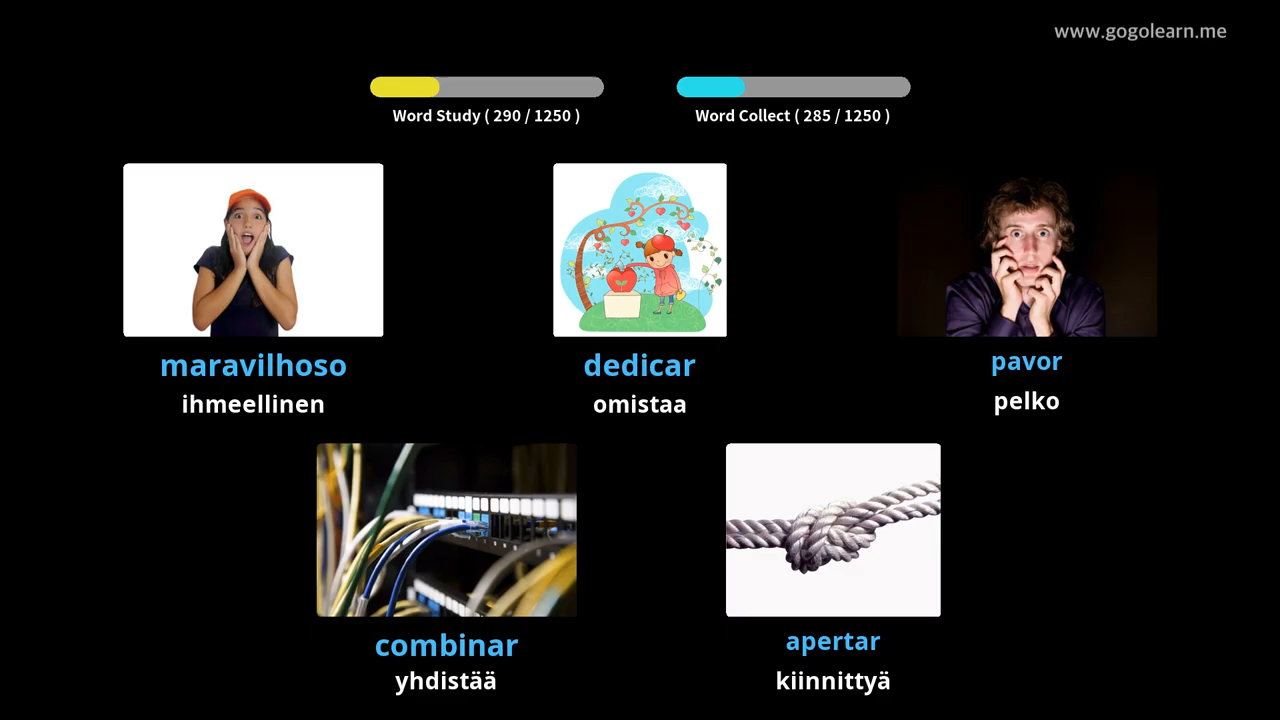 www.gogolearn.me
Word Study ( 290 / 1250 )
Word Collect ( 285 / 1250 )
maravilhoso
ihmeellinen
dedicar
omistaa
pavor
pelko
combinar
yhdistää
apertar
kiinnittyä